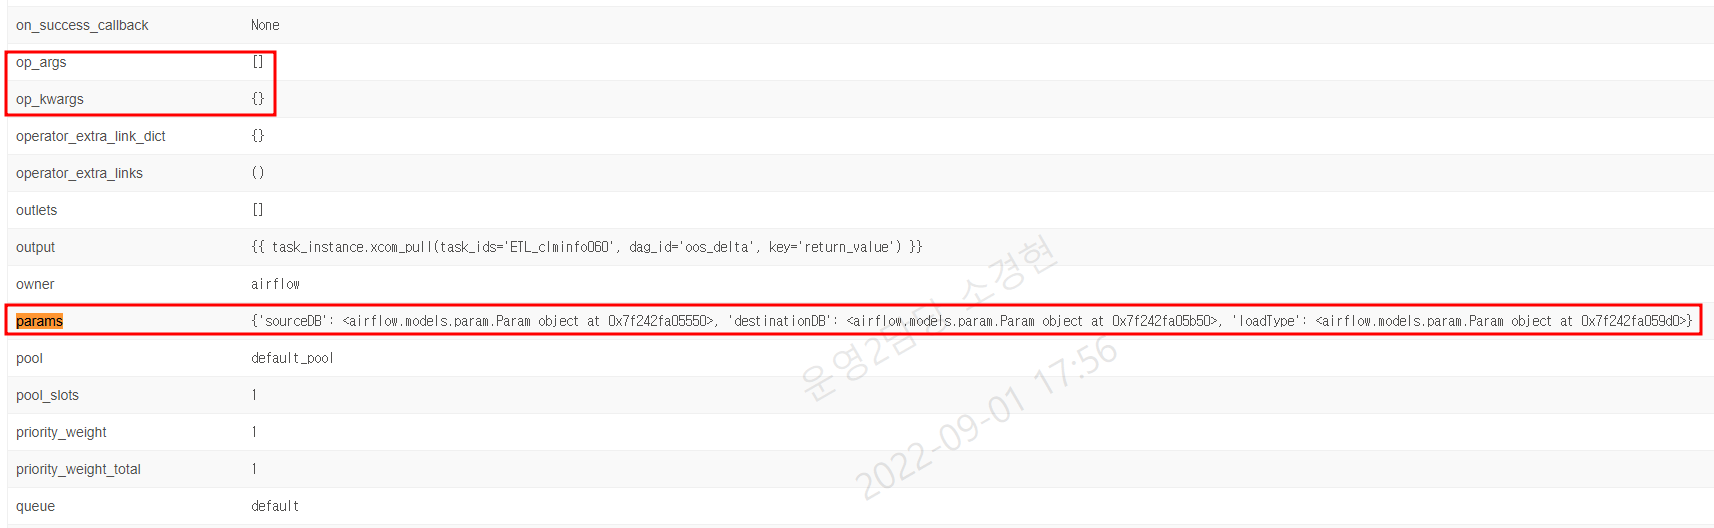 on_success_callback None
op_args []
op_kwargs {}
operator_extra_link_dict {}
operator_extra_links ()
outlets []
output {{ task_instance.xcom_pull(task_ids='ETL_clminfo060', dag_id='oos_delta', key='return_value') }}
owner airflow
params {'sourceDB': <airflow.models.param.Param object at 0x7f242fa05550>, 'destinationDB': <airflow.models.param.Param object at 0x7f242fa05b50>, 'loadType': <airflow.models.param.Param object at 0x7f242fa059d0>}
pool default_pool
pool_slots 1
priority_weight 1
priority_weight_total 1
queue default
운영2담당 소경현
2022-09-01 17:56